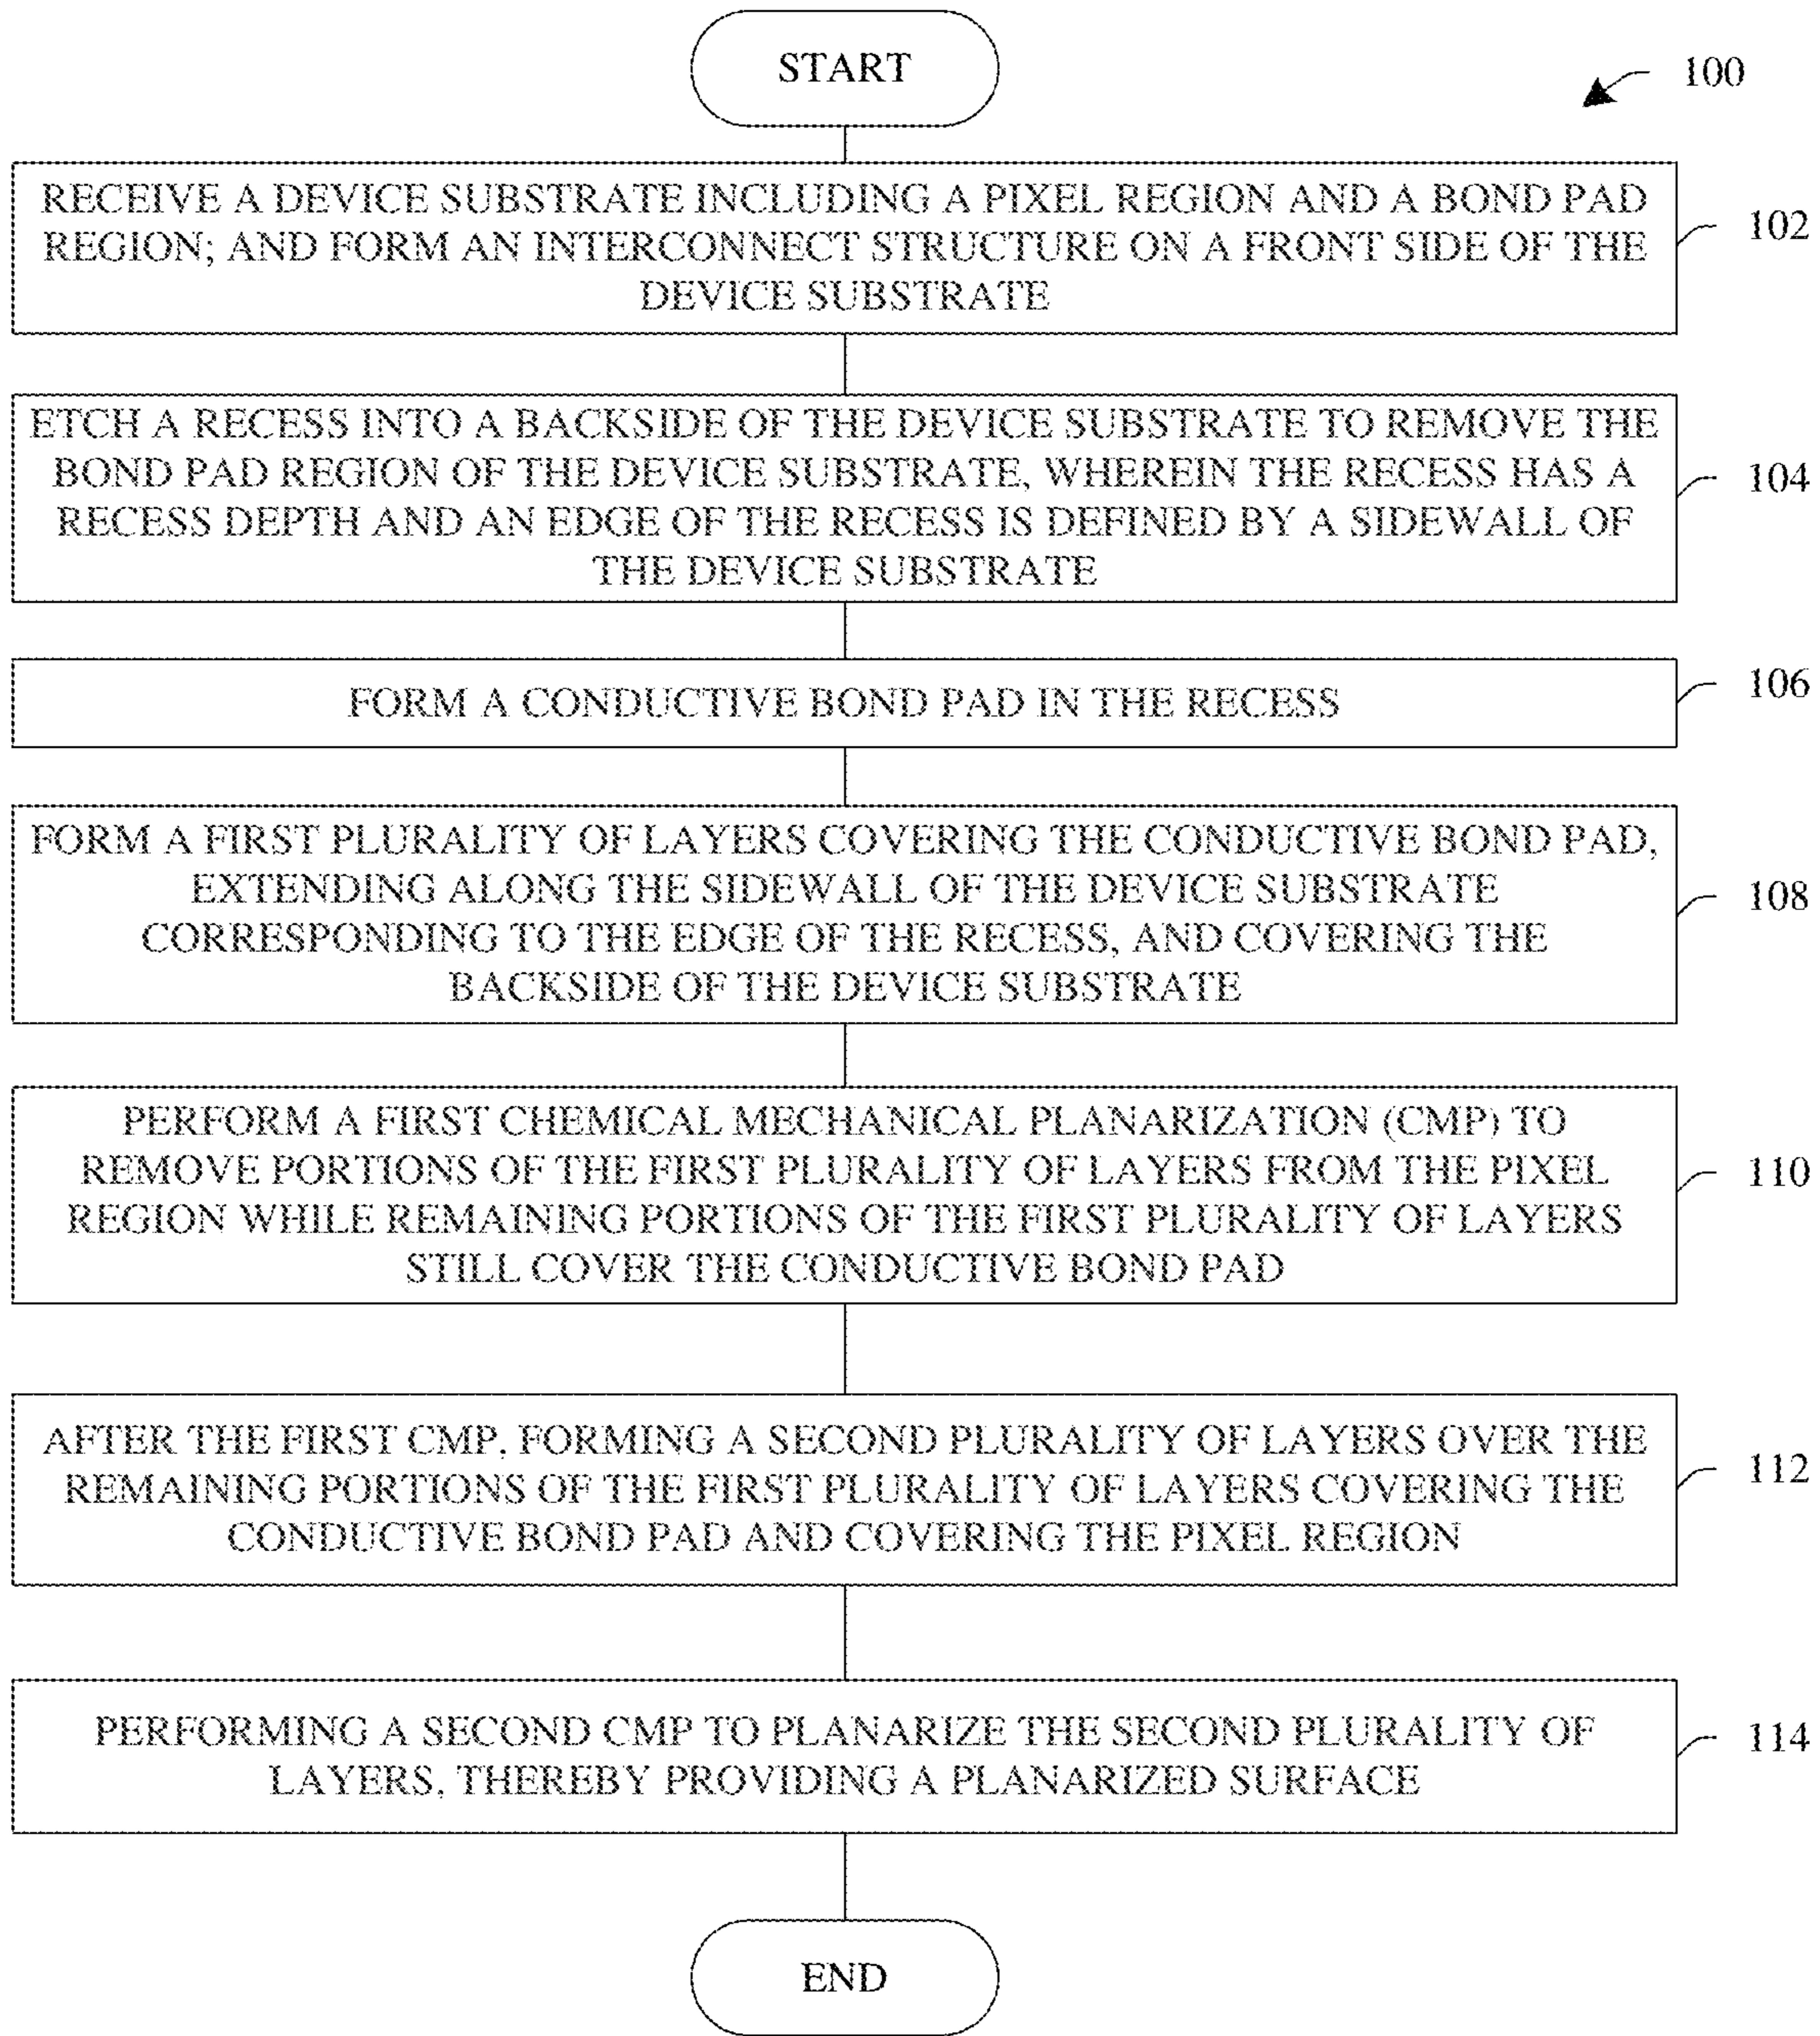 START
100
RECEIVE A DEVICE SUBSTRATE INCLUDING A PIXEL REGION AND A BOND PAD
REGION; AND FORM AN INTERCONNECT STRUCTURE ON A FRONT SIDE OF THE
DEVICE SUBSTRATE
102
ETCH A RECESS INTO A BACKSIDE OF THE DEVICE SUBSTRATE TO REMOVE THE
BOND PAD REGION OF THE DEVICE SUBSTRATE, WHEREIN THE RECESS HAS A
RECESS DEPTH AND AN EDGE OF THE RECESS IS DEFINED BY A SIDEWALL OF
THE DEVICE SUBSTRATE
104
FORM A CONDUCTIVE BOND PAD IN THE RECESS
106
FORM A FIRST PLURALITY OF LAYERS COVERING THE CONDUCTIVE BOND PAD,
EXTENDING ALONG THE SIDEWALL OF THE DEVICE SUBSTRATE
CORRESPONDING TO THE EDGE OF THE RECESS, AND COVERING THE
BACKSIDE OF THE DEVICE SUBSTRATE
108
PERFORM A FIRST CHEMICAL MECHANICAL PLANARIZATION (CMP) TO
REMOVE PORTIONS OF THE FIRST PLURALITY OF LAYERS FROM THE PIXEL
REGION WHILE REMAINING PORTIONS OF THE FIRST PLURALITY OF LAYERS
STILL COVER THE CONDUCTIVE BOND PAD
110
AFTER THE FIRST CMP, FORMING A SECOND PLURALITY OF LAYERS OVER THE
REMAINING PORTIONS OF THE FIRST PLURALITY OF LAYERS COVERING THE
CONDUCTIVE BOND PAD AND COVERING THE PIXEL REGION
112
PERFORMING A SECOND CMP TO PLANARIZE THE SECOND PLURALITY OF
LAYERS, THEREBY PROVIDING A PLANARIZED SURFACE
114
END